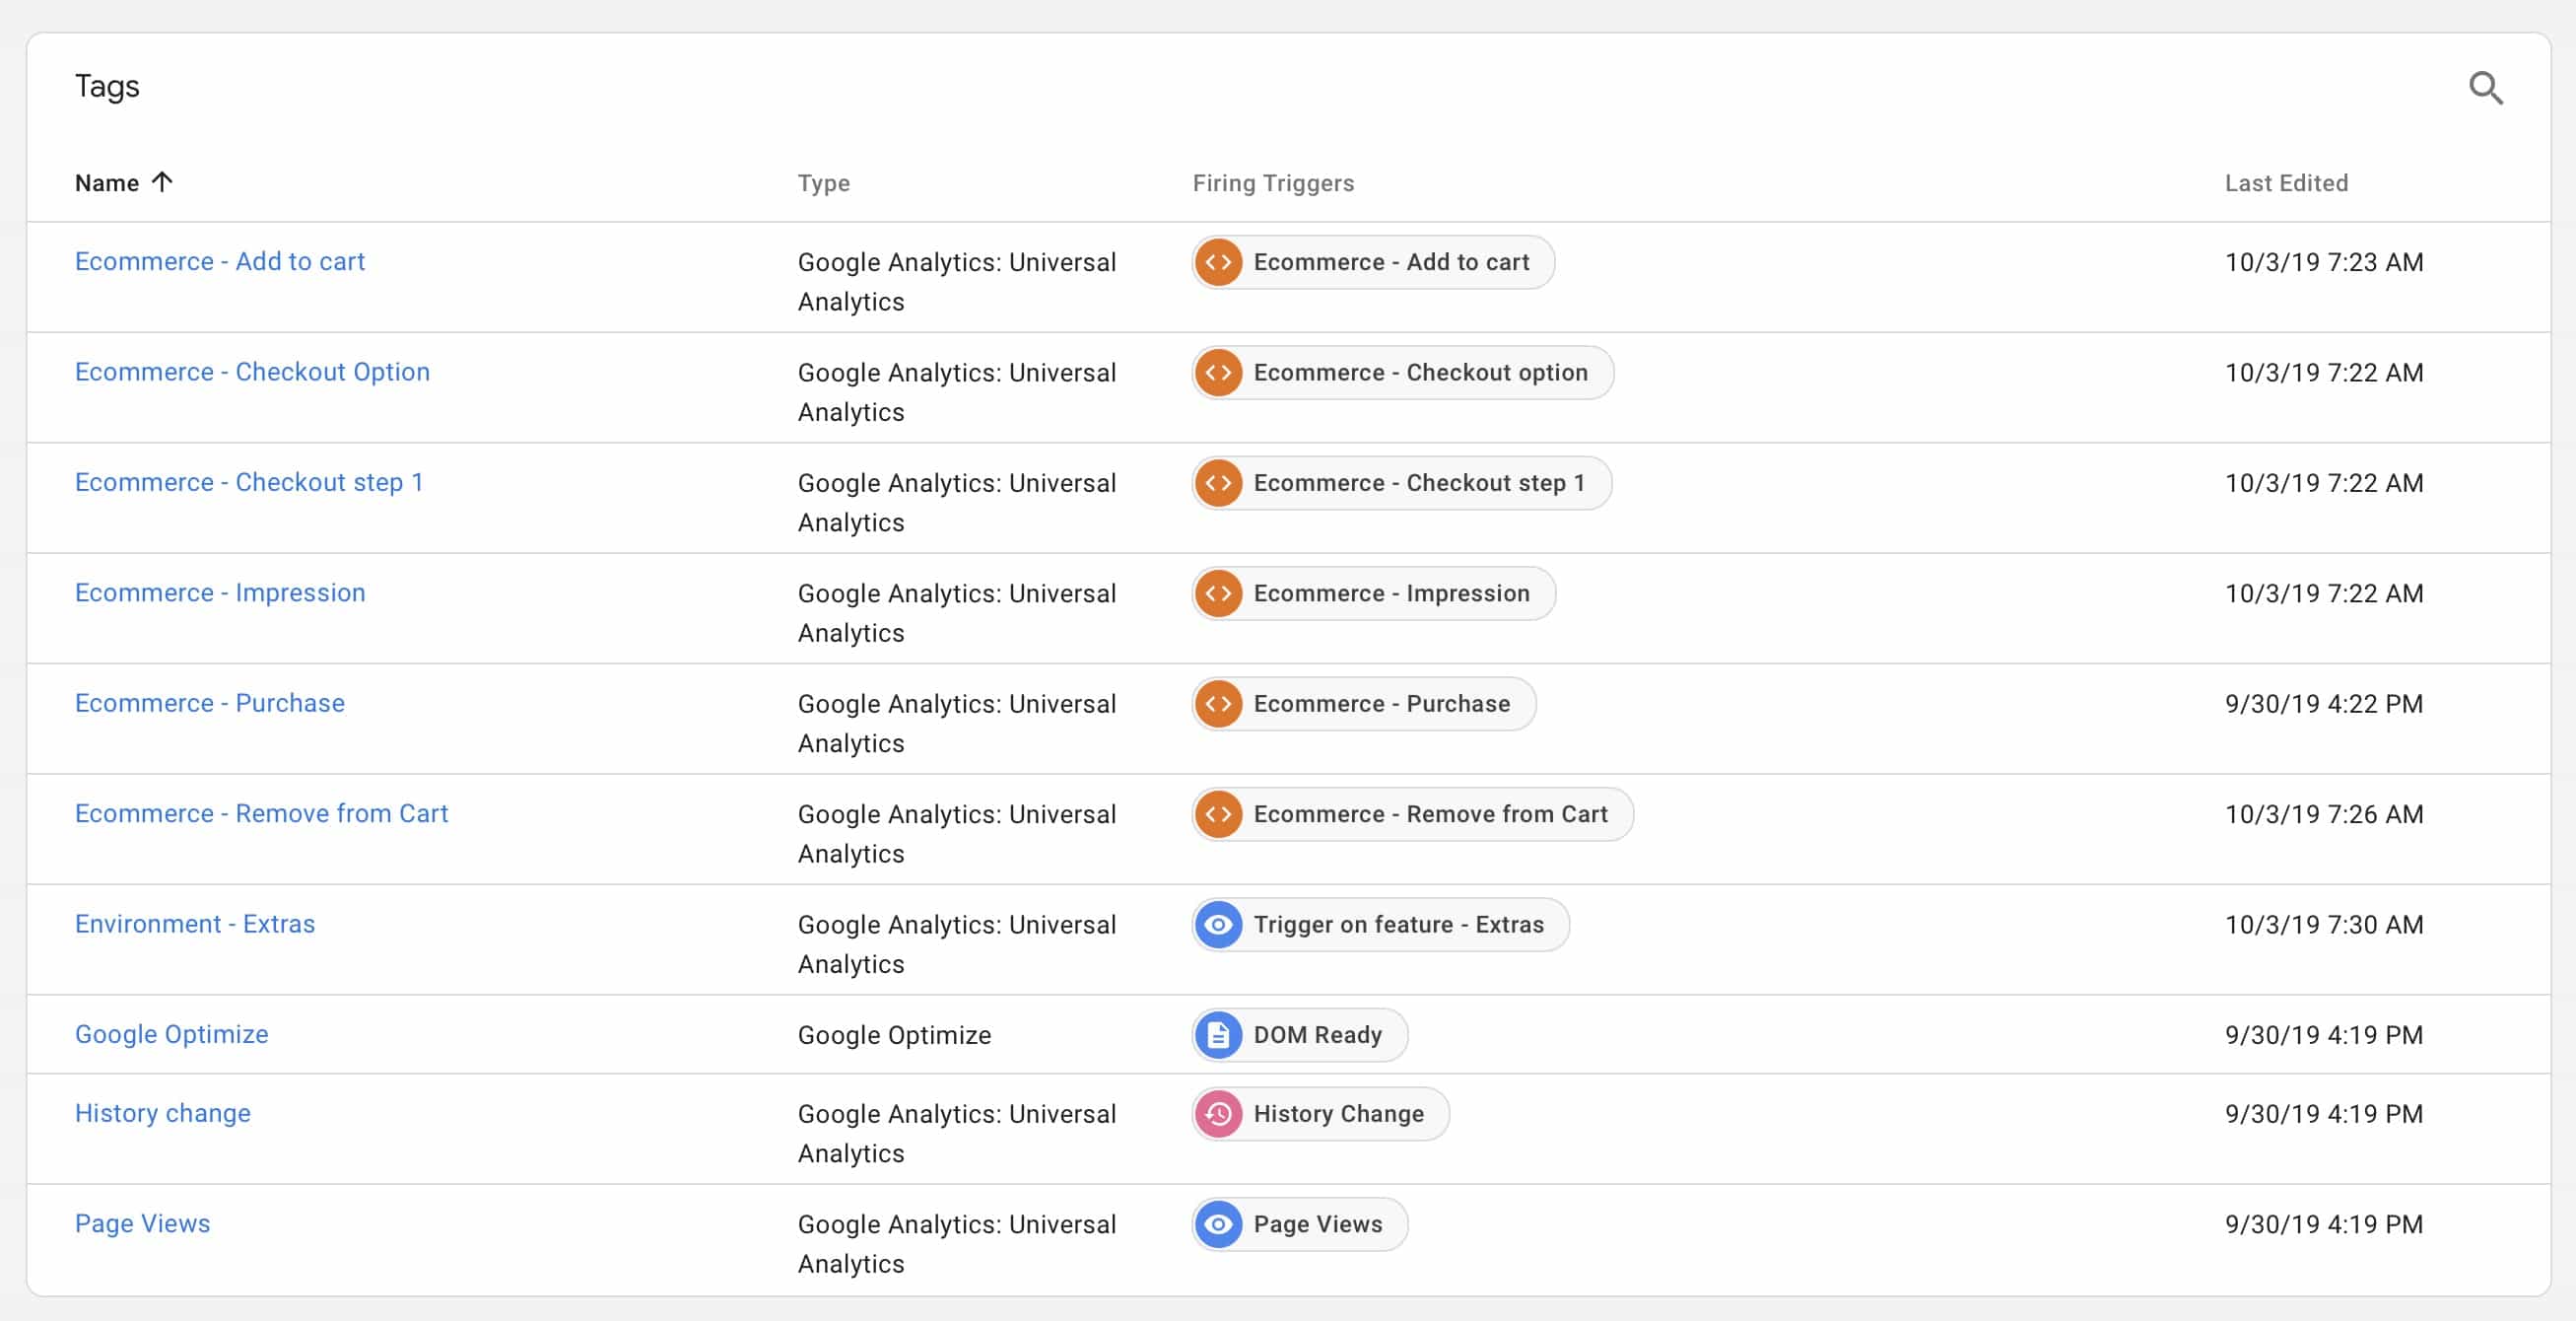 Tags
Name Type Firing Triggers Last Edited
Ecommerce - Add to cart Google Analytics: Universal Ecommerce - Add to cart 10/3/19 7:23 AM
Analytics
Ecommerce - Checkout Option Google Analytics: Universal Ecommerce - Checkout option 10/3/19 7:22 AM
Analytics
Ecommerce - Checkout step 1 Google Analytics: Universal Ecommerce - Checkout step 1 10/3/19 7:22 AM
Analytics
Ecommerce - Impression Google Analytics: Universal Ecommerce - Impression 10/3/19 7:22 AM
Analytics
Ecommerce - Purchase Google Analytics: Universal Ecommerce - Purchase 9/30/19 4:22 PM
Analytics
Ecommerce - Remove from Cart Google Analytics: Universal Ecommerce - Remove from Cart 10/3/19 7:26 AM
Analytics
Environment - Extras Google Analytics: Universal Trigger on feature - Extras 10/3/19 7:30 AM
Analytics
Google Optimize Google Optimize DOM Ready 9/30/19 4:19 PM
History change Google Analytics: Universal History Change 9/30/19 4:19 PM
Analytics
Page Views Google Analytics: Universal Page Views 9/30/19 4:19 PM
Analytics